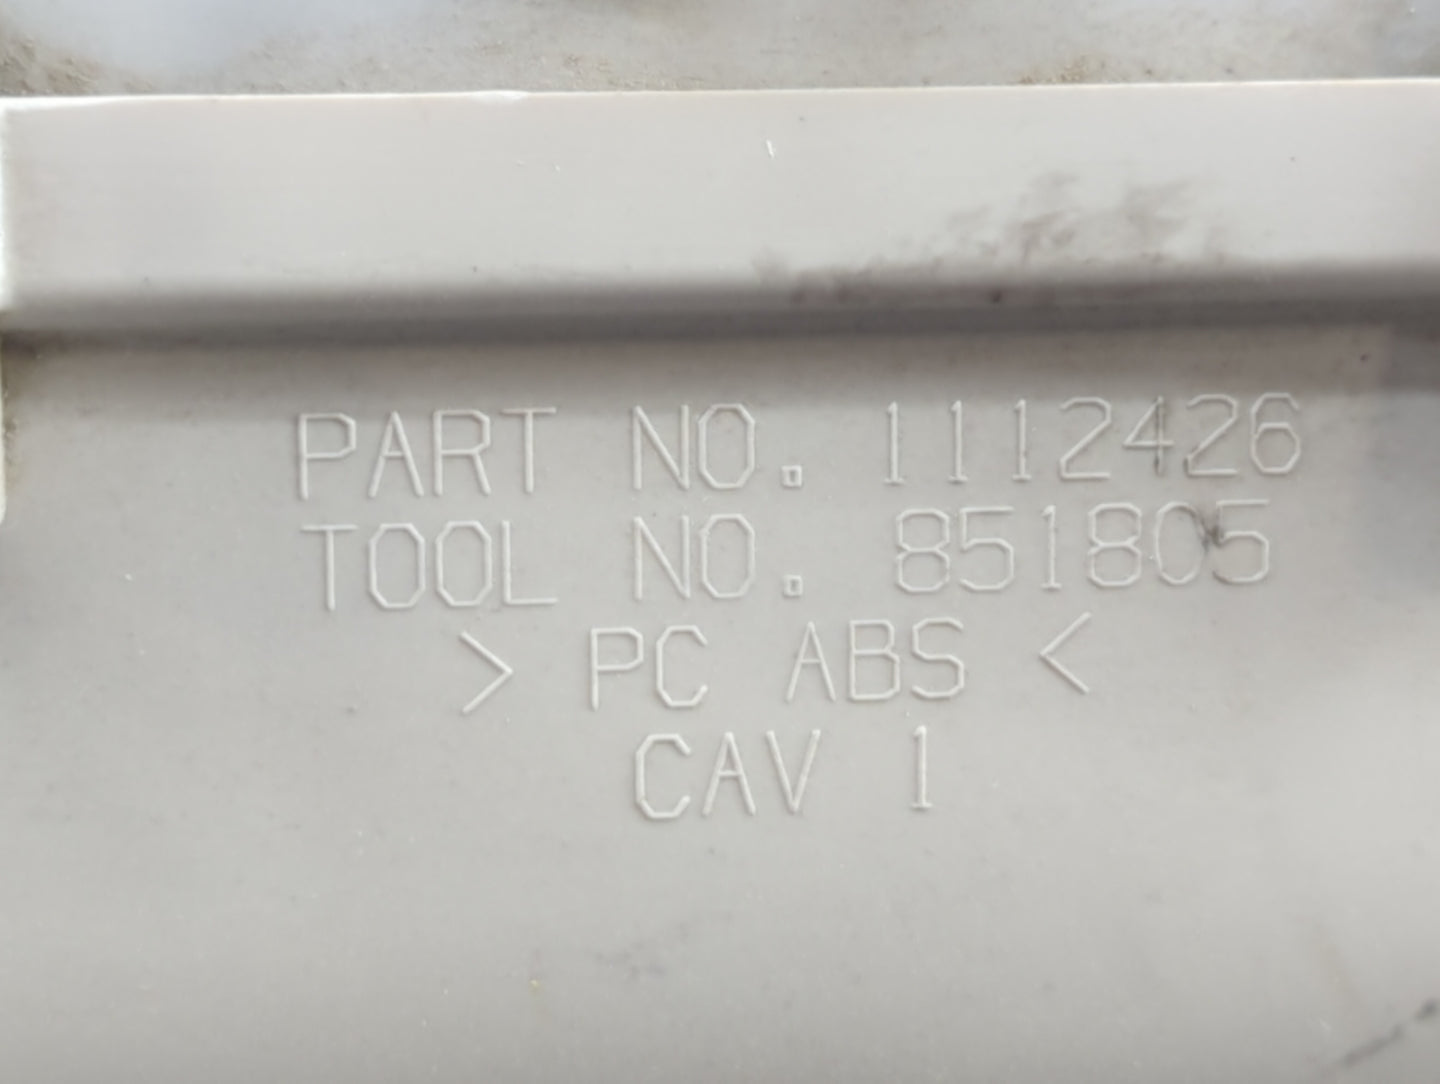 PART NO. 1112426
TOOL NO. 851805
> PC ABS <
CAV 1